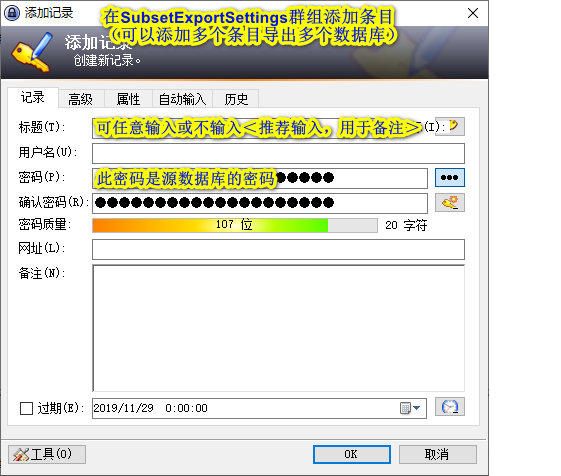 添加记录
在SubsetExportSettings群组添加条目
(可以添加多个条目导出多个数据库)
添加记录
创建新记录。
记录 高级 属性 自动输入 历史
标题(T): 可任意输入或不输入<推荐输入，用于备注> (I):
用户名(U):
密码(P): 此密码是源数据库的密码 ●●●●●
确认密码(R): ●●●●●●●●●●●●●●●●●●●●
密码质量: 107 位 20 字符
网址(L):
备注(N):
过期(E): 2019/11/29 0:00:00
工具(O) OK 取消